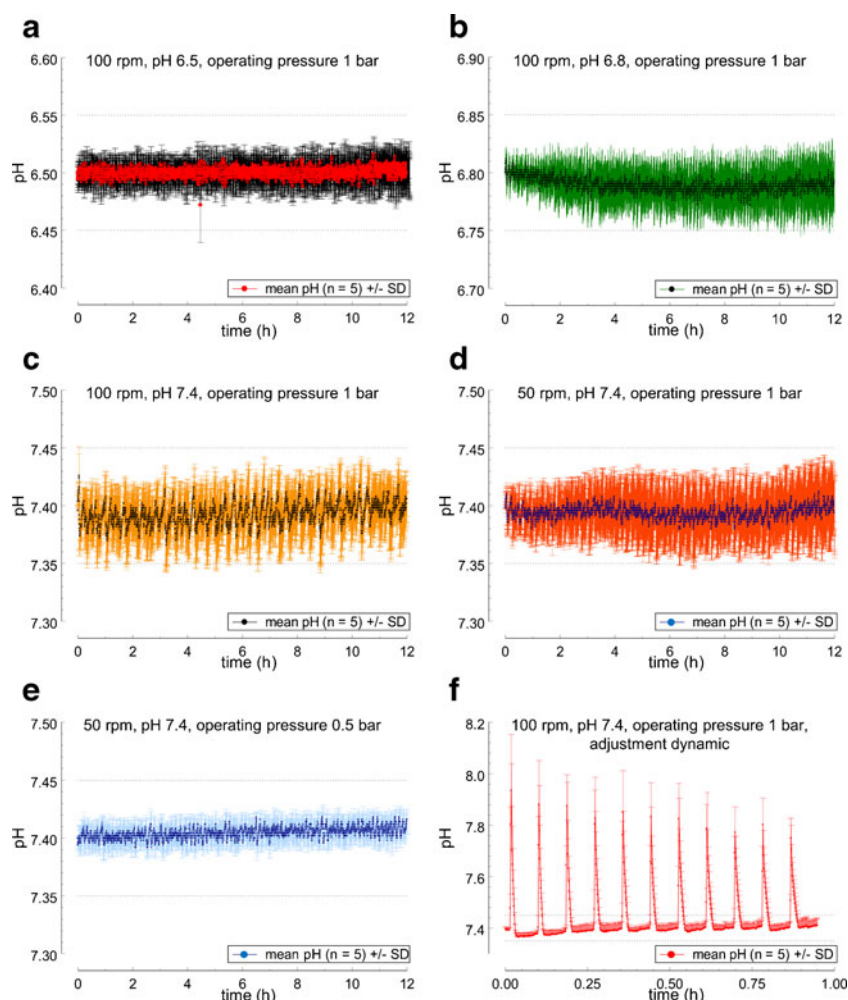 a
100 rpm, pH 6.5, operating pressure 1 bar
6.60
6.55
6.50
6.45
6.40
pH
mean pH (n = 5) +/- SD
0 2 4 6 8 10 12
time (h)
b
100 rpm, pH 6.8, operating pressure 1 bar
6.90
6.85
6.80
6.75
6.70
pH
mean pH (n = 5) +/- SD
0 2 4 6 8 10 12
time (h)
c
100 rpm, pH 7.4, operating pressure 1 bar
7.50
7.45
7.40
7.35
7.30
pH
mean pH (n = 5) +/- SD
0 2 4 6 8 10 12
time (h)
d
50 rpm, pH 7.4, operating pressure 1 bar
7.50
7.45
7.40
7.35
7.30
pH
mean pH (n = 5) +/- SD
0 2 4 6 8 10 12
time (h)
e
50 rpm, pH 7.4, operating pressure 0.5 bar
7.50
7.45
7.40
7.35
7.30
pH
mean pH (n = 5) +/- SD
0 2 4 6 8 10 12
time (h)
f
100 rpm, pH 7.4, operating pressure 1 bar,
adjustment dynamic
8.2
8.0
7.8
7.6
7.4
pH
mean pH (n = 5) +/- SD
0.00 0.25 0.50 0.75 1.00
time (h)